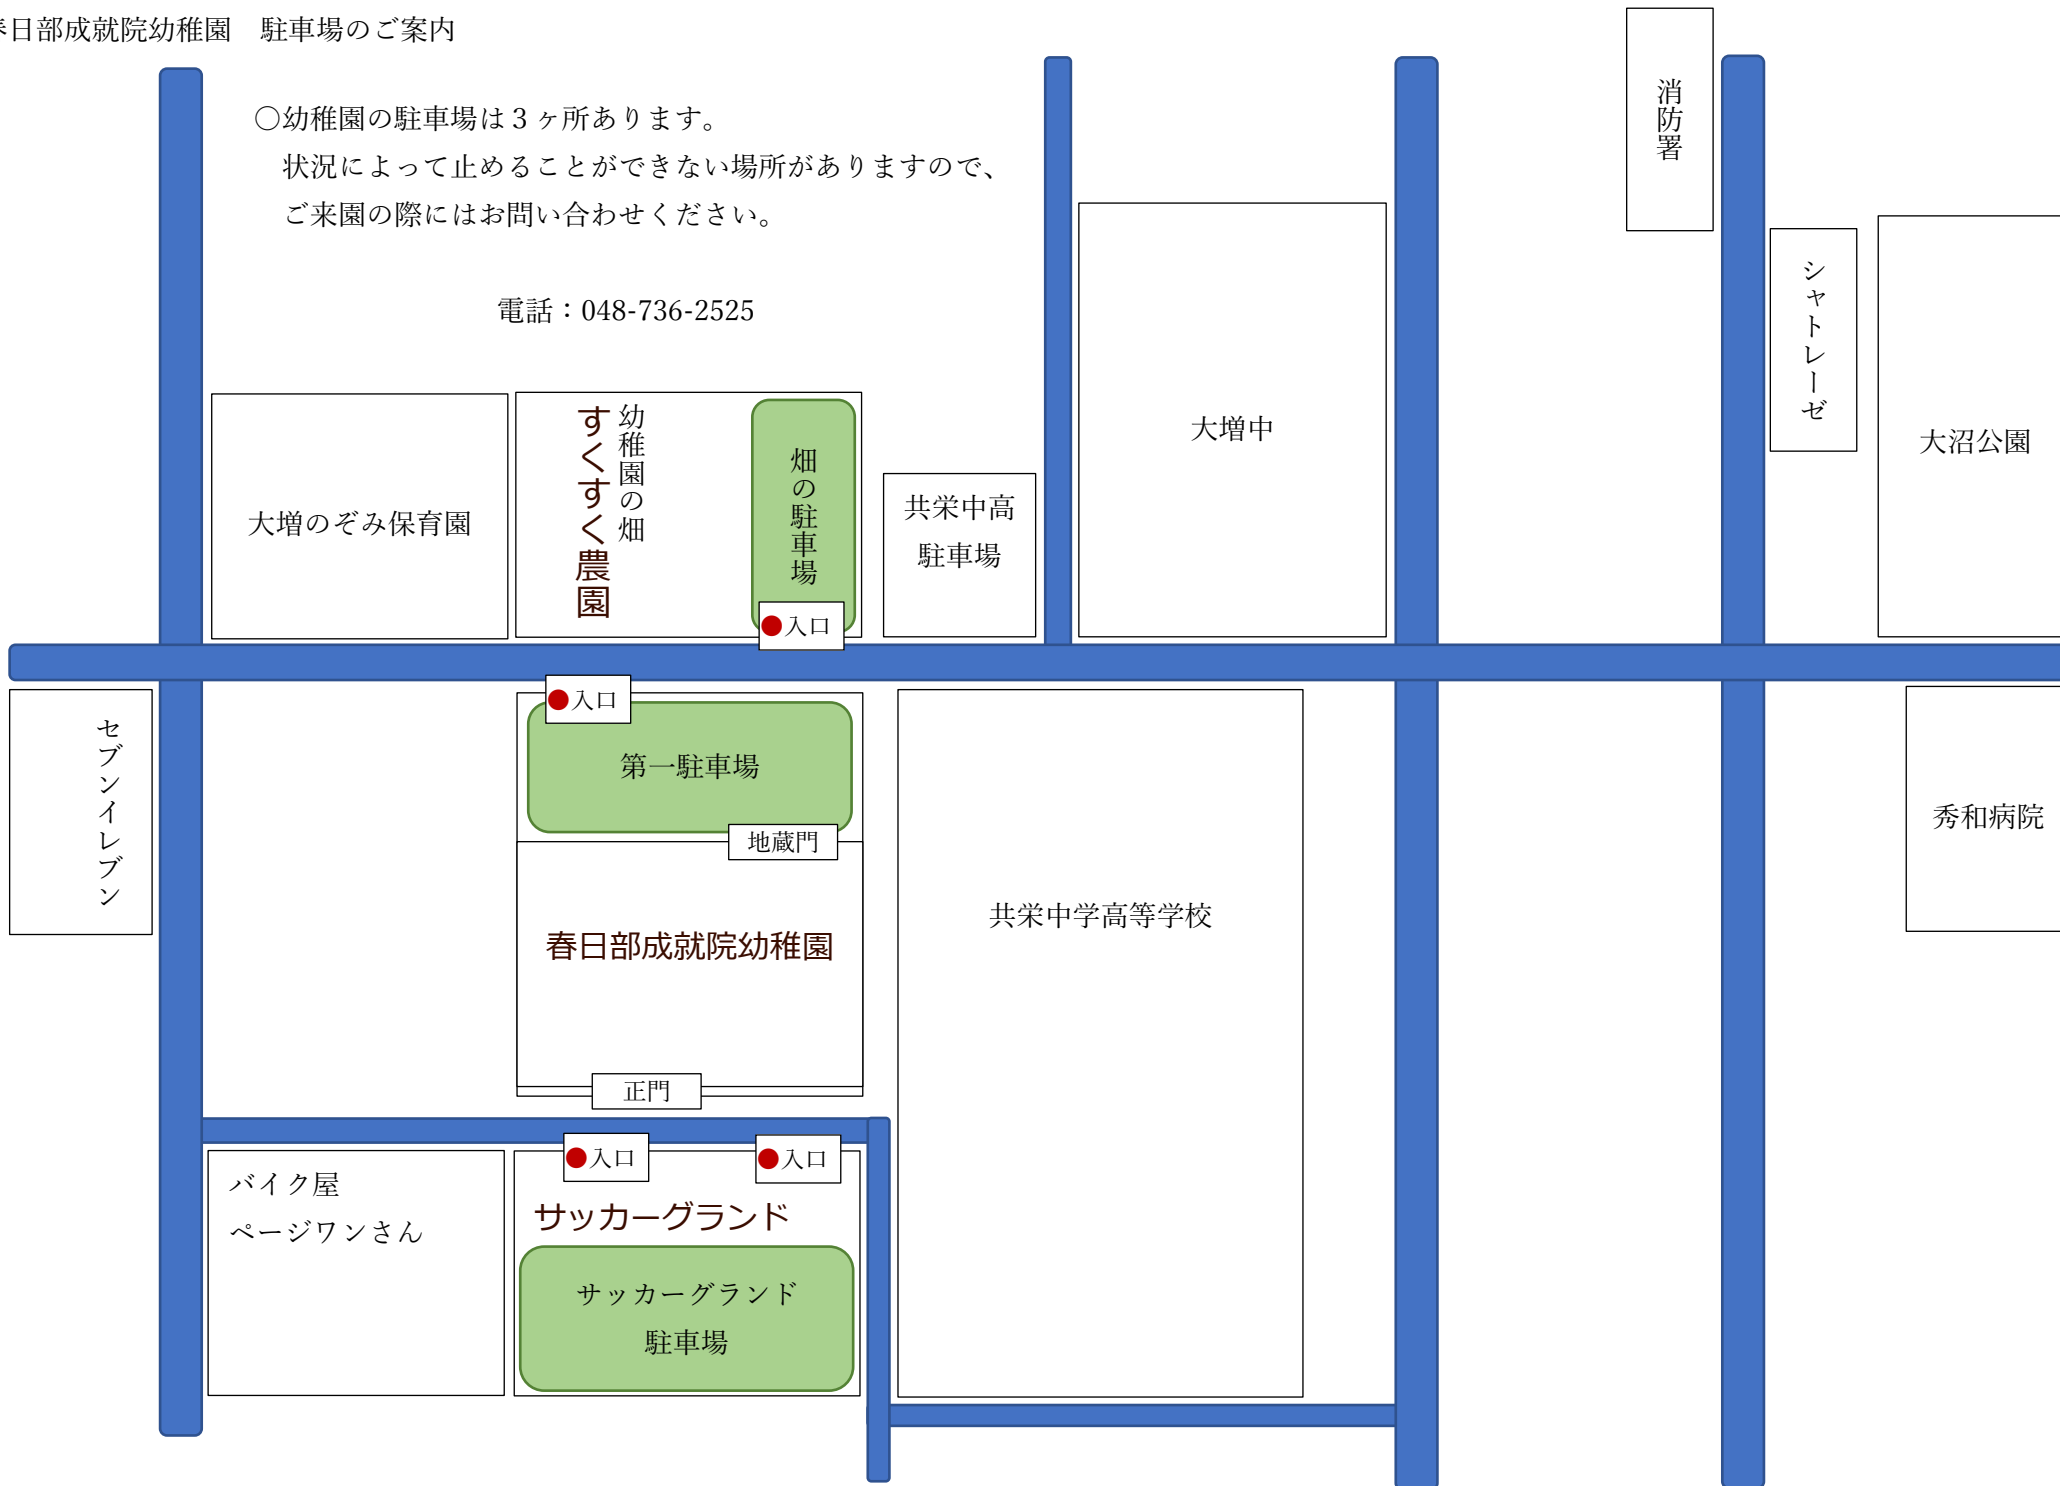 春日部成就院幼稚園　駐車場のご案内
○幼稚園の駐車場は３ヶ所あります。
状況によって止めることができない場所がありますので、
ご来園の際にはお問い合わせください。
電話：048-736-2525
消防署
シャトレーゼ
大沼公園
大増中
大増のぞみ保育園
幼稚園の畑
すくすく農園
畑の駐車場
●入口
共栄中高
駐車場
セブンイレブン
●入口
第一駐車場
地蔵門
春日部成就院幼稚園
正門
共栄中学高等学校
秀和病院
バイク屋
ページワンさん
●入口
●入口
サッカーグランド
サッカーグランド
駐車場